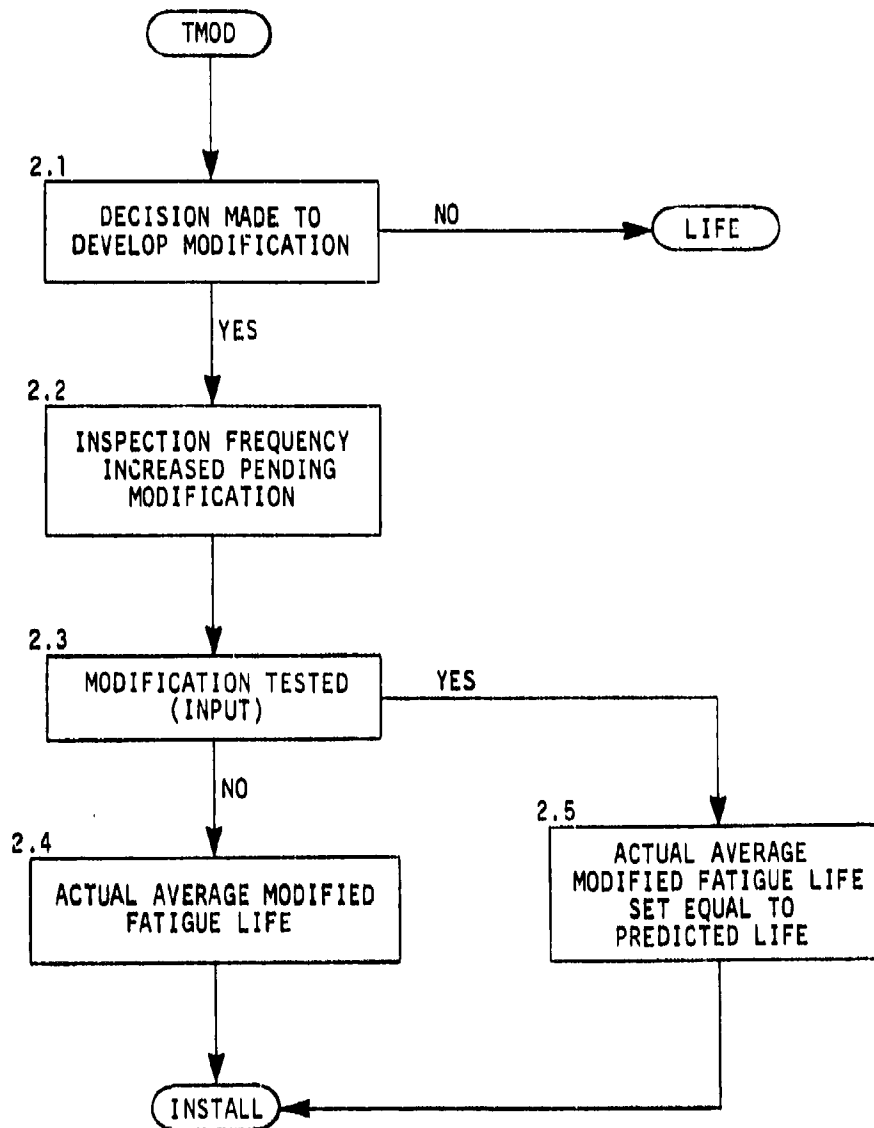 TMOD
2.1
DECISION MADE TO
DEVELOP MODIFICATION
NO
LIFE
YES
2.2
INSPECTION FREQUENCY
INCREASED PENDING
MODIFICATION
2.3
MODIFICATION TESTED
(INPUT)
YES
NO
2.4
ACTUAL AVERAGE MODIFIED
FATIGUE LIFE
2.5
ACTUAL AVERAGE
MODIFIED FATIGUE LIFE
SET EQUAL TO
PREDICTED LIFE
INSTALL